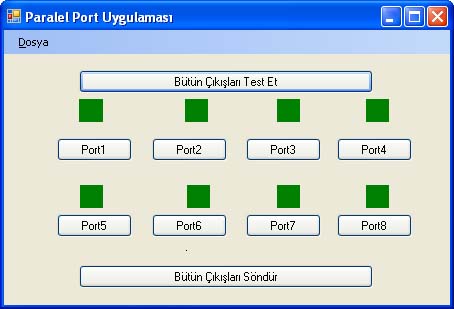 Paralel Port Uygulaması
Dosya
Bütün Çıkışları Test Et
Port1 Port2 Port3 Port4
Port5 Port6 Port7 Port8
.
Bütün Çıkışları Söndür